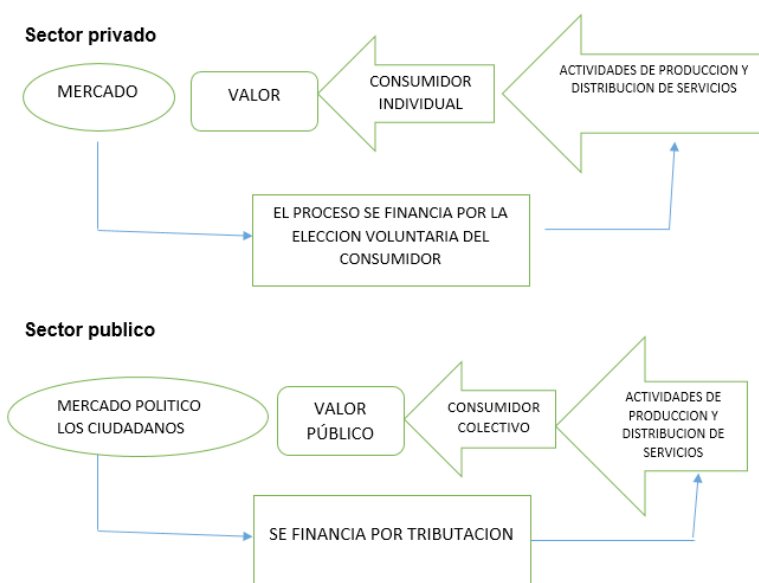 Sector privado
MERCADO
VALOR
CONSUMIDOR
INDIVIDUAL
ACTIVIDADES DE PRODUCCION Y
DISTRIBUCION DE SERVICIOS
EL PROCESO SE FINANCIA POR LA
ELECCION VOLUNTARIA DEL
CONSUMIDOR
Sector publico
MERCADO POLITICO
LOS CIUDADANOS
VALOR
PÚBLICO
CONSUMIDOR
COLECTIVO
ACTIVIDADES DE
PRODUCCION Y
DISTRIBUCION DE
SERVICIOS
SE FINANCIA POR TRIBUTACION